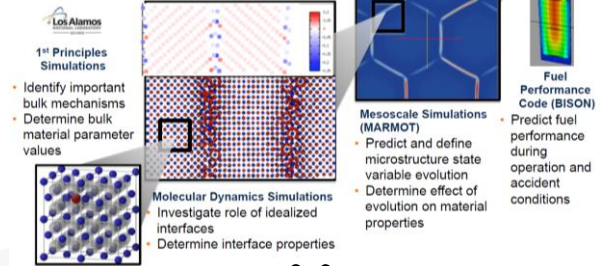 Los Alamos
NATIONAL LABORATORY
1st Principles
Simulations
• Identify important
bulk mechanisms
• Determine bulk
material parameter
values
Molecular Dynamics Simulations
• Investigate role of idealized
interfaces
• Determine interface properties
Mesoscale Simulations
(MARMOT)
• Predict and define
microstructure state
variable evolution
• Determine effect of
evolution on material
properties
Fuel
Performance
Code (BISON)
• Predict fuel
performance
during
operation and
accident
conditions